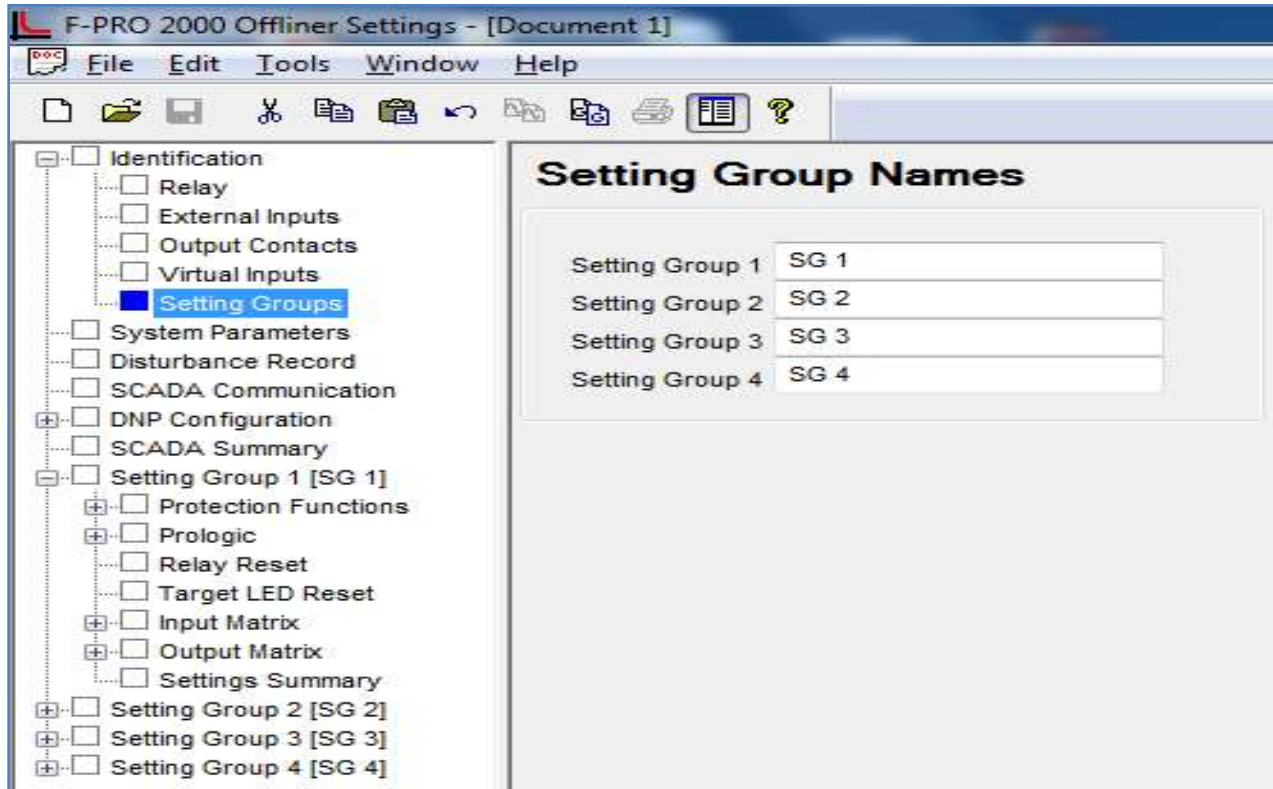 F-PRO 2000 Offliner Settings - [Document 1]
File Edit Tools Window Help
Identification
Relay
External Inputs
Output Contacts
Virtual Inputs
Setting Groups
System Parameters
Disturbance Record
SCADA Communication
DNP Configuration
SCADA Summary
Setting Group 1 [SG 1]
Protection Functions
Prologic
Relay Reset
Target LED Reset
Input Matrix
Output Matrix
Settings Summary
Setting Group 2 [SG 2]
Setting Group 3 [SG 3]
Setting Group 4 [SG 4]
Setting Group Names
Setting Group 1 SG 1
Setting Group 2 SG 2
Setting Group 3 SG 3
Setting Group 4 SG 4